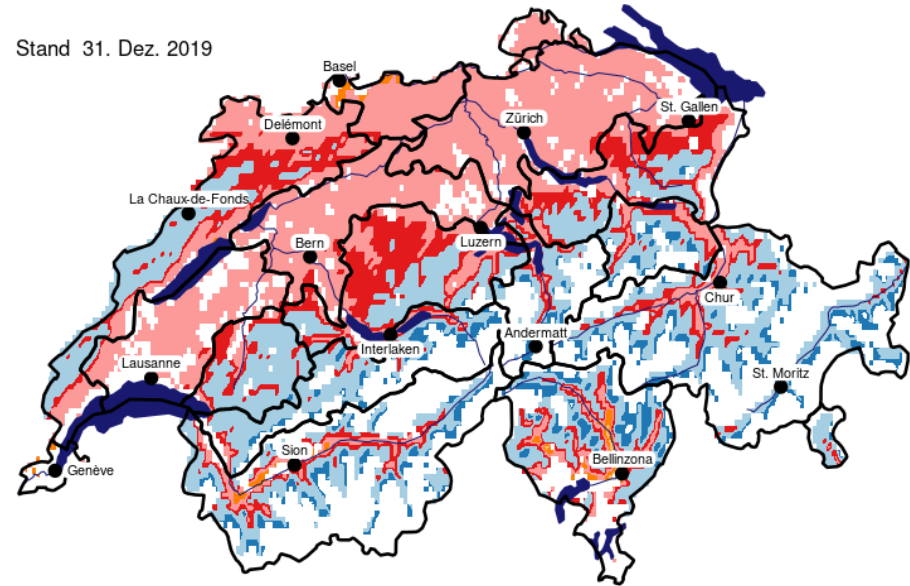 Stand  31. Dez. 2019
Basel
St. Gallen
Zürich
Delémont
La Chaux-de-Fonds
Bern
Luzern
Chur
Andermatt
Interlaken
Lausanne
St. Moritz
Sion
Bellinzona
Genève